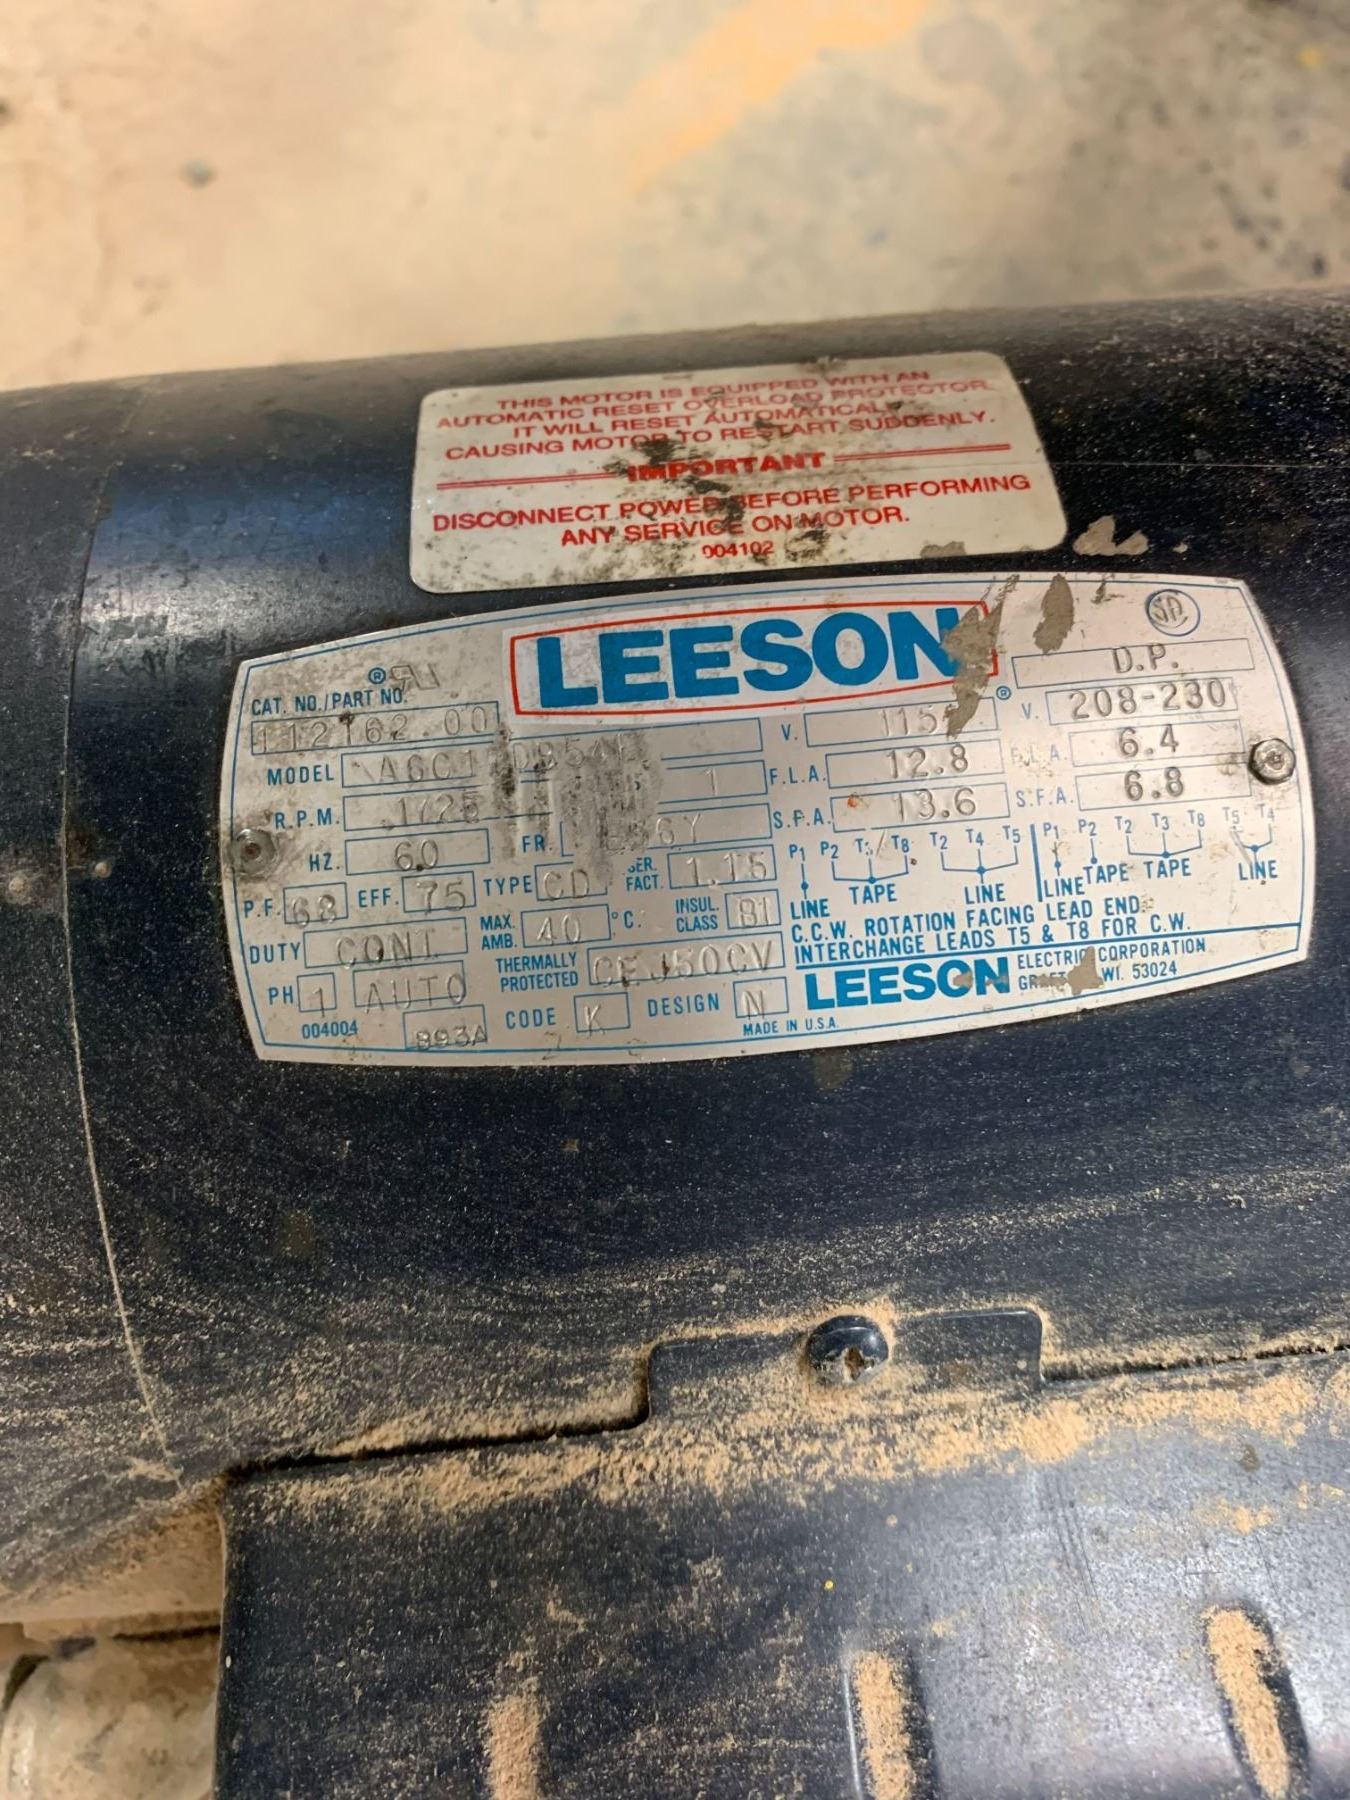 THIS MOTOR IS EQUIPPED WITH AN
AUTOMATIC RESET OVERLOAD PROTECTOR.
IT WILL RESET AUTOMATICALLY
CAUSING MOTOR TO RESTART SUDDENLY.
IMPORTANT
DISCONNECT POWER BEFORE PERFORMING
ANY SERVICE ON MOTOR.
004102
LEESON ®
CAT. NO./PART NO.
112162.00
MODEL
R.P.M. 1725 1
HZ. 60 FR.
P.F. 68 EFF. 75 TYPE CD SER. FACT. 1.15
DUTY CONT MAX. AMB. 40 °C. INSUL. CLASS B1
PH 1 AUTO THERMALLY PROTECTED CEJ50CV
004004 893A CODE K DESIGN N
MADE IN U.S.A.
D.P.
V. 115 V. 208-230
F.L.A. 12.8 F.L.A. 6.4
S.F.A. 13.6 S.F.A. 6.8
P1 P2 T3 T8 T2 T4 T5 P1 P2 T2 T3 T8 T5 T4
LINE TAPE LINE LINE TAPE TAPE LINE
C.C.W. ROTATION FACING LEAD END.
INTERCHANGE LEADS T5 & T8 FOR C.W.
LEESON ELECTRIC CORPORATION
WI. 53024